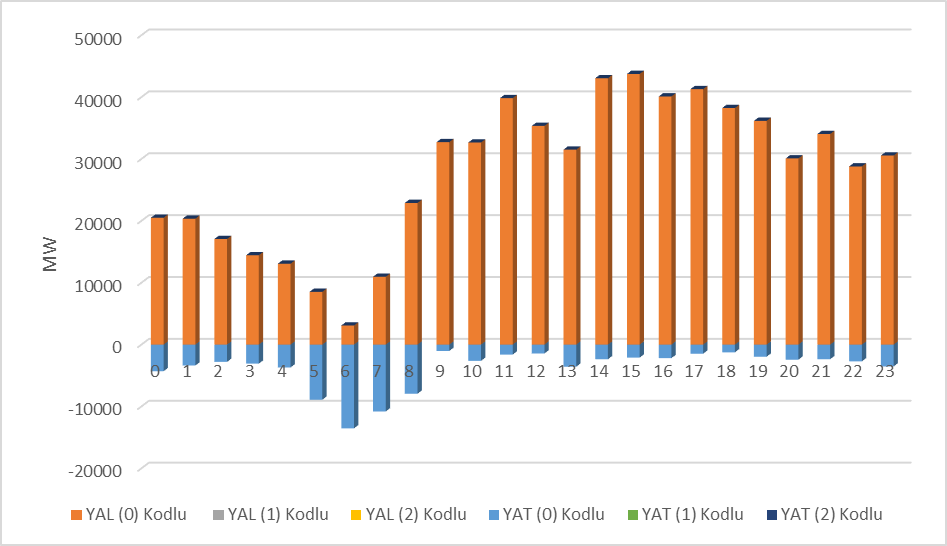 50000
40000
30000
20000
10000
0
-10000
-20000
MW
0 1 2 3 4 5 6 7 8 9 10 11 12 13 14 15 16 17 18 19 20 21 22 23
YAL (0) Kodlu YAL (1) Kodlu YAL (2) Kodlu YAT (0) Kodlu YAT (1) Kodlu YAT (2) Kodlu